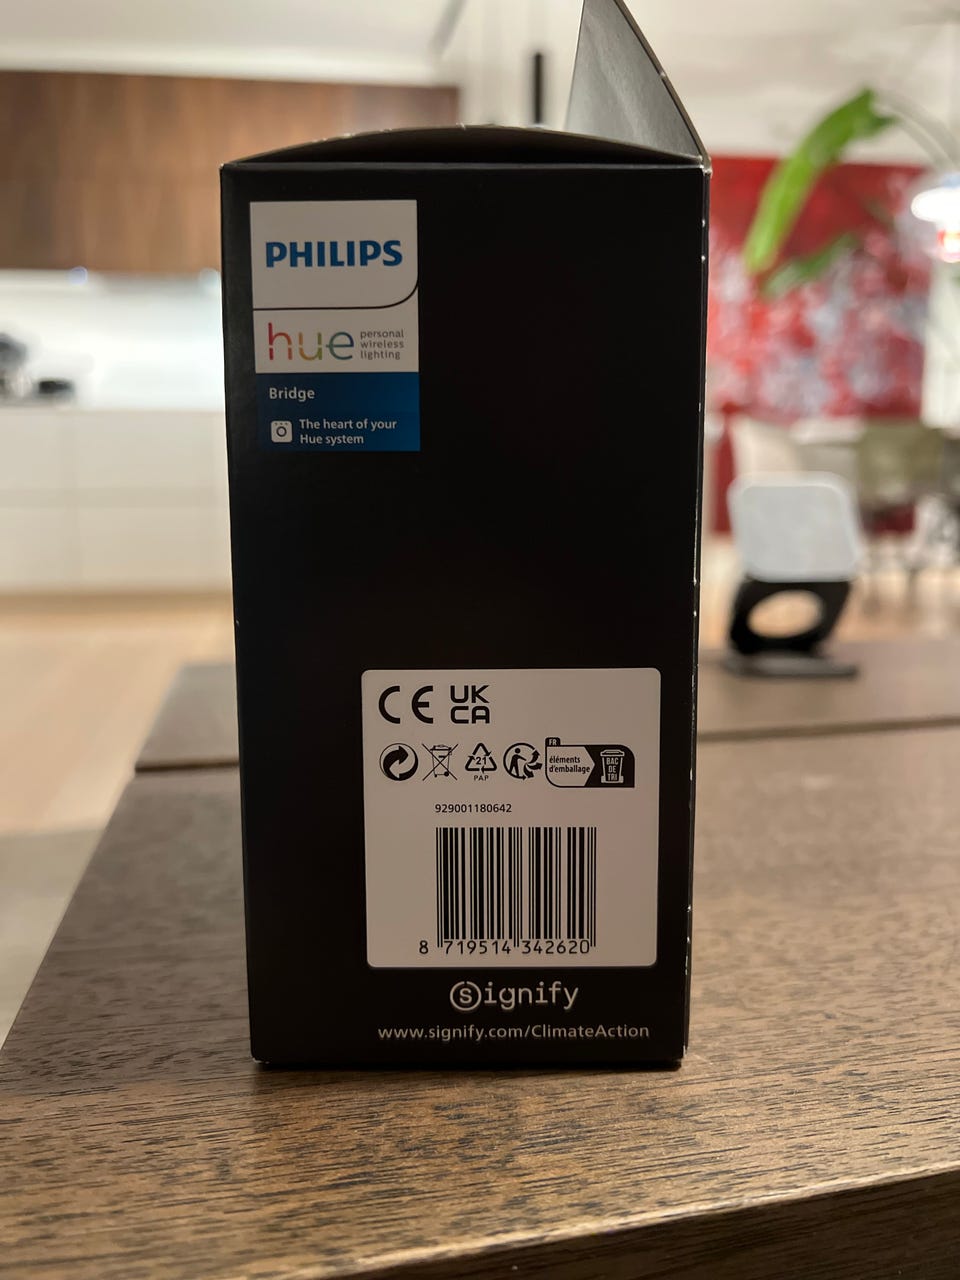 PHILIPS
hue personal
wireless
lighting
Bridge
The heart of your
Hue system
CE UK
CA
21
PAP
FR
éléments
d'emballage
BAC
DE
TRI
929001180642
8 719514 342620
signify
www.signify.com/ClimateAction